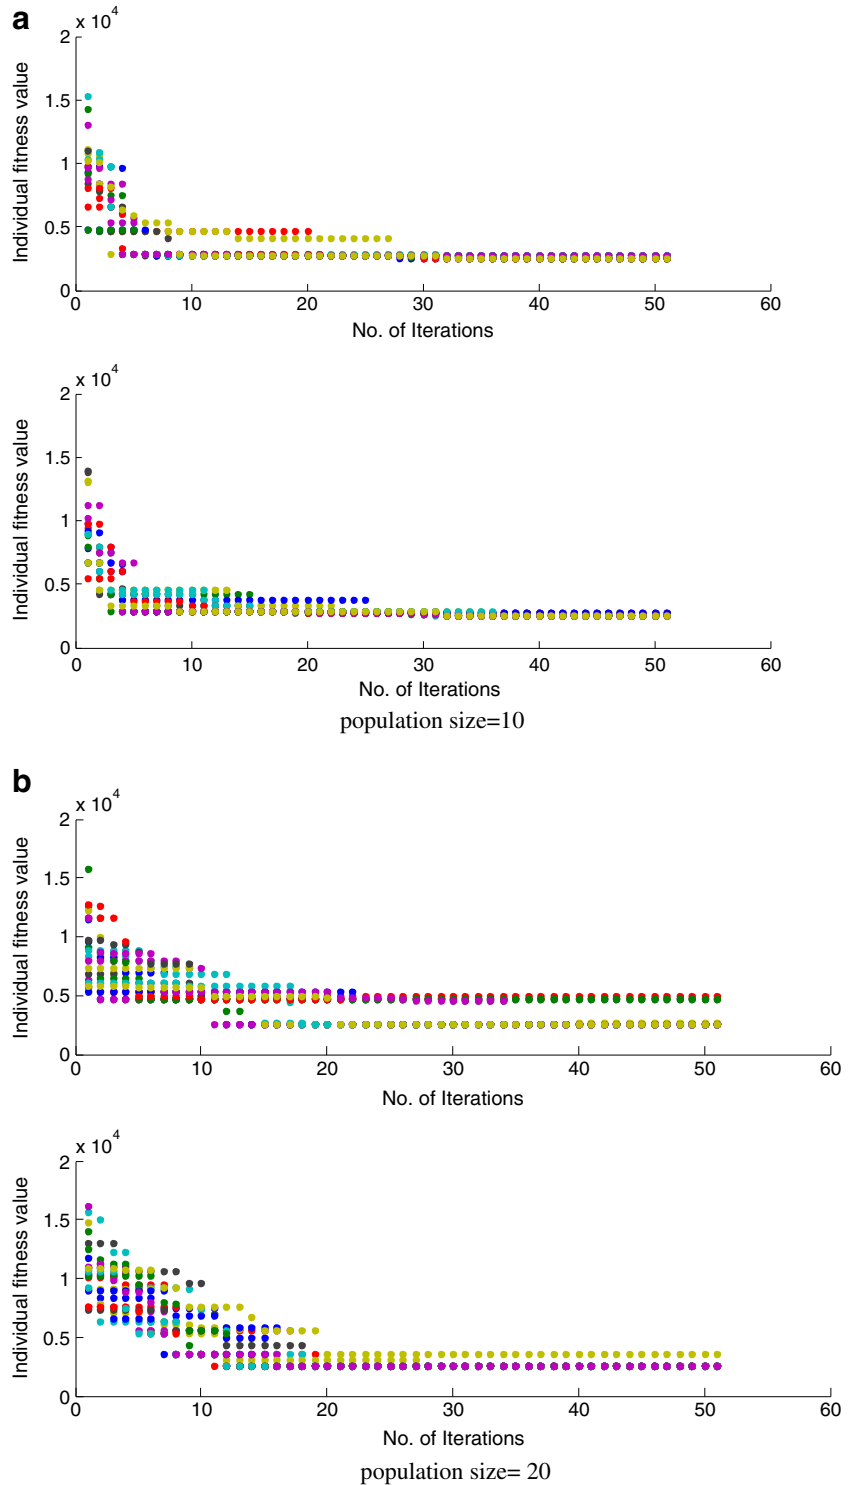 a
x 10^4
2
1.5
1
0.5
0
Individual fitness value
0 10 20 30 40 50 60
No. of Iterations
x 10^4
2
1.5
1
0.5
0
Individual fitness value
0 10 20 30 40 50 60
No. of Iterations
population size=10
b
x 10^4
2
1.5
1
0.5
0
Individual fitness value
0 10 20 30 40 50 60
No. of Iterations
x 10^4
2
1.5
1
0.5
0
Individual fitness value
0 10 20 30 40 50 60
No. of Iterations
population size= 20